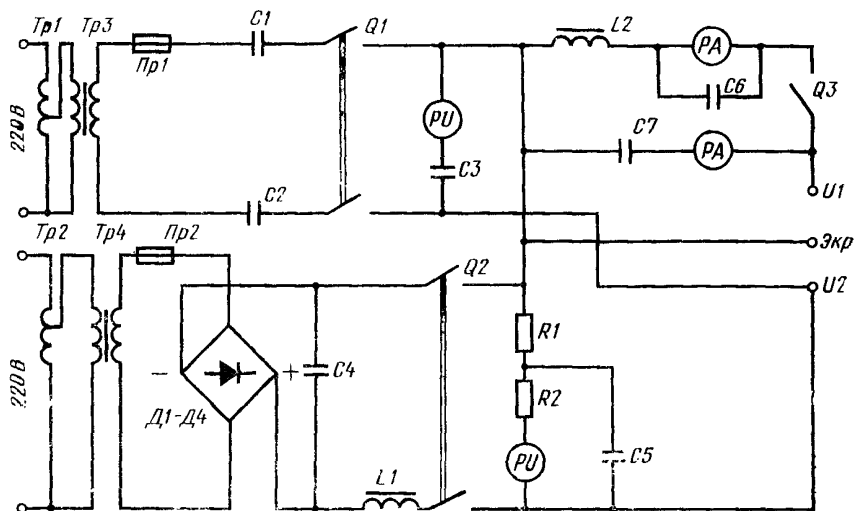 Тр1 Тр3 C1 Q1
Пр1
L2
PA
C6 Q3
220В
PU
C3
C7 PA
C2
U1
Тр2 Тр4 Пр2
Экр
Q2
U2
R1
220В
− + C4
R2
Д1-Д4
PU C5
L1